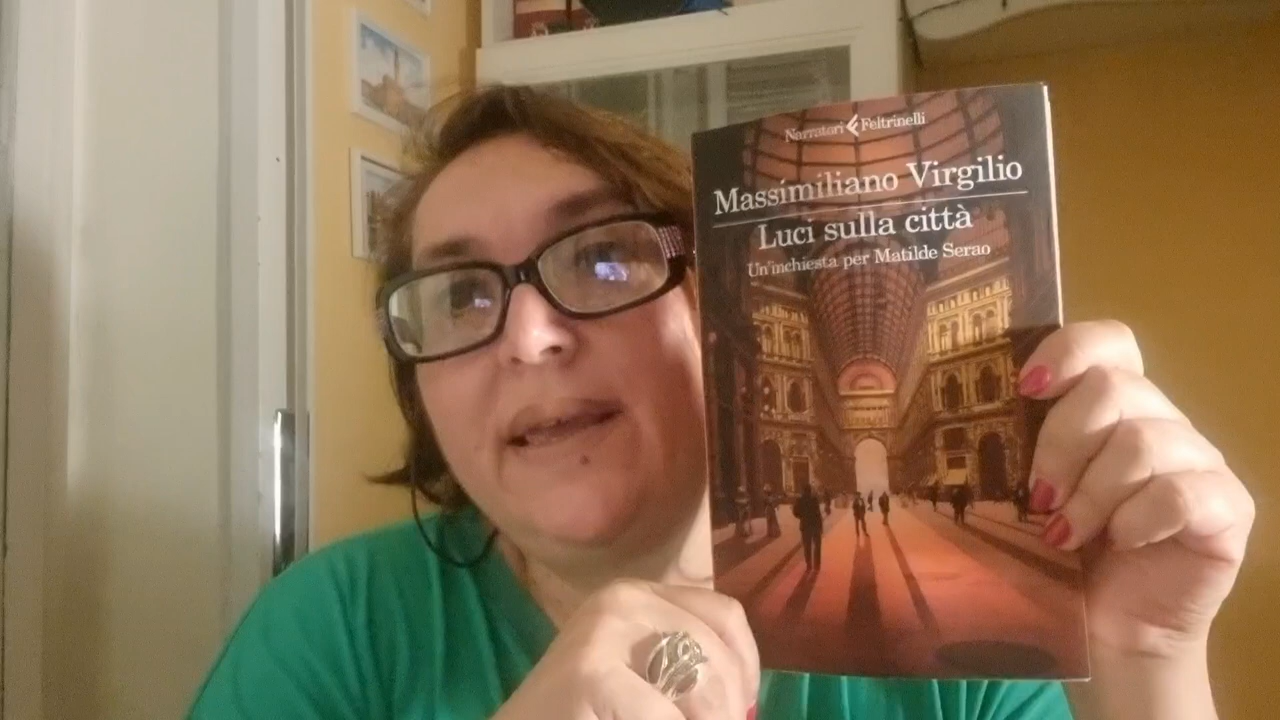 Narratori Feltrinelli
Massimiliano Virgilio
Luci sulla città
Un'inchiesta per Matilde Serao